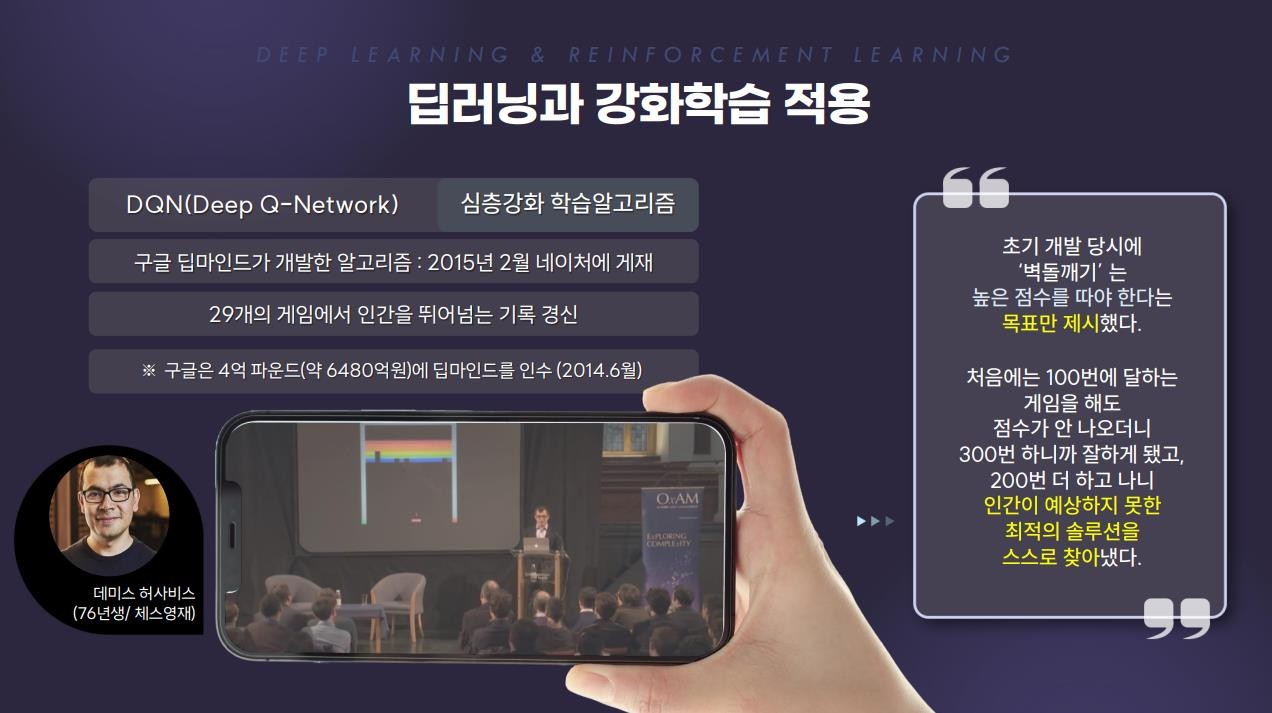 DEEP LEARNING & REINFORCEMENT LEARNING
딥러닝과 강화학습 적용
DQN(Deep Q-Network) 심층강화 학습알고리즘
구글 딥마인드가 개발한 알고리즘 : 2015년 2월 네이처에 게재
29개의 게임에서 인간을 뛰어넘는 기록 경신
※ 구글은 4억 파운드(약 6480억원)에 딥마인드를 인수 (2014.6월)
데미스 허사비스
(76년생/ 체스영재)
OxAM
EXPLORING
COMPLEXITY
“
초기 개발 당시에
‘벽돌깨기’ 는
높은 점수를 따야 한다는
목표만 제시했다.
처음에는 100번에 달하는
게임을 해도
점수가 안 나오더니
300번 하니까 잘하게 됐고,
200번 더 하고 나니
인간이 예상하지 못한
최적의 솔루션을
스스로 찾아냈다.
”